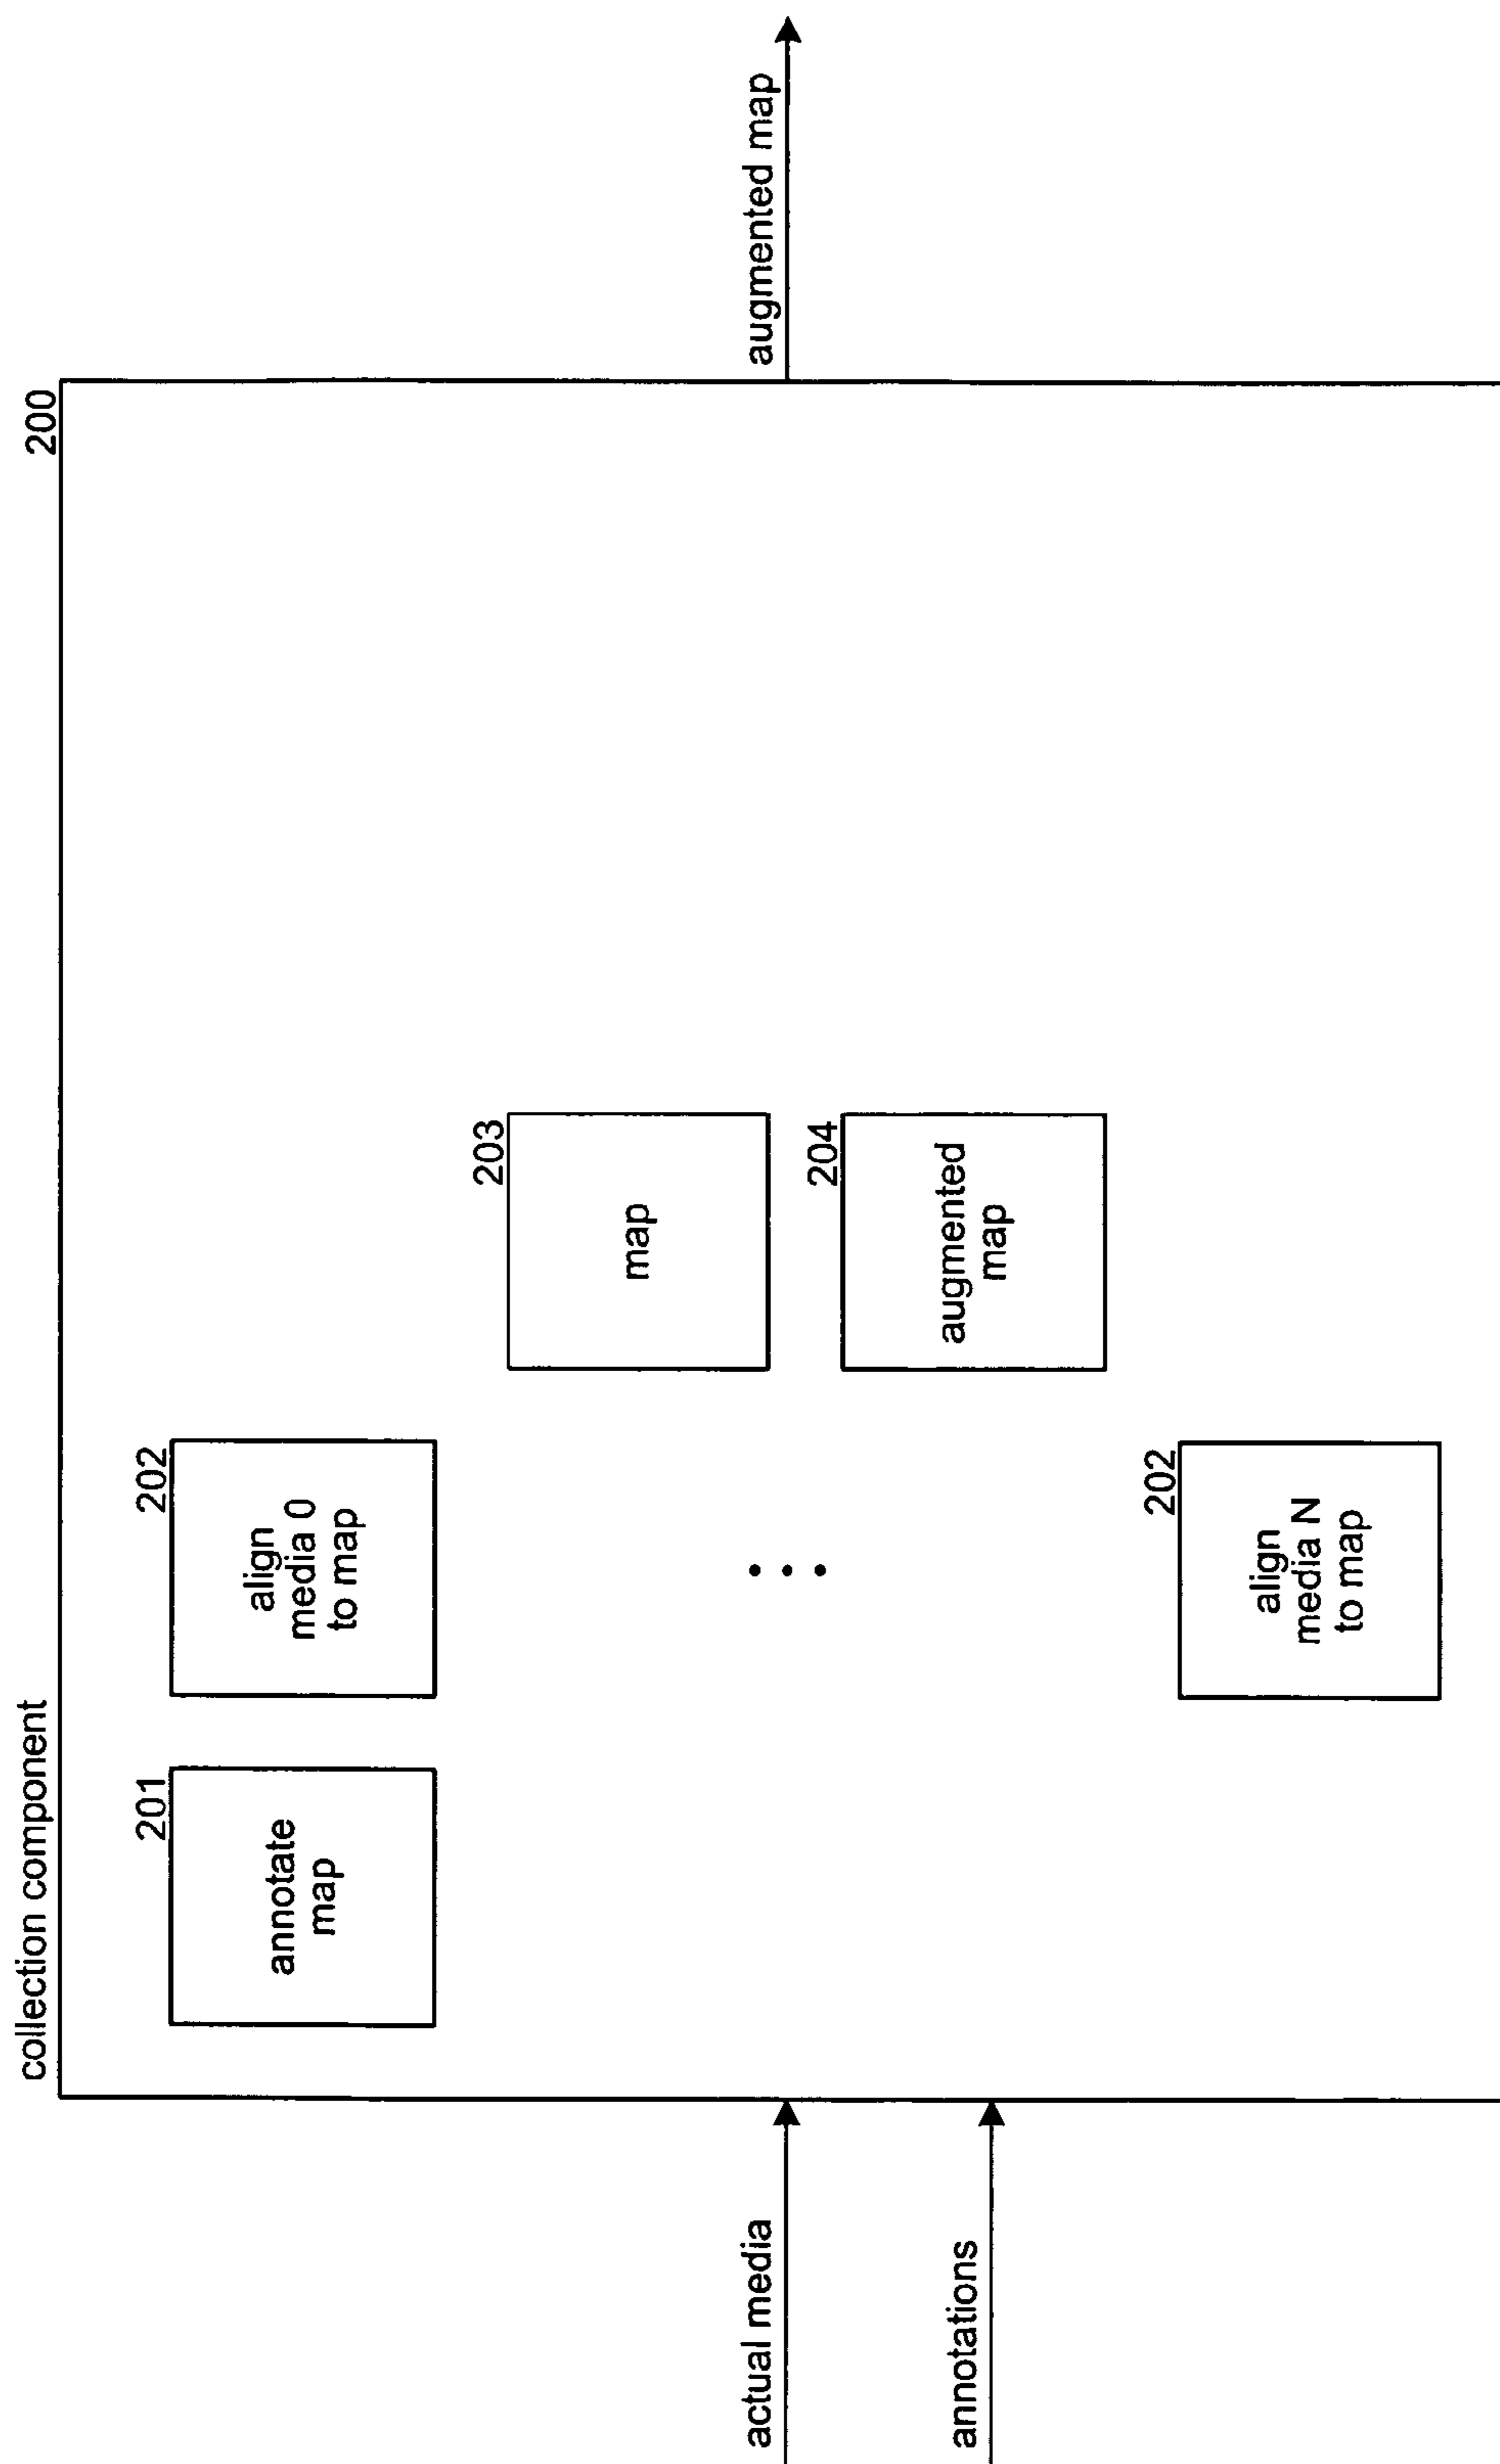 collection component
200
201
annotate
map
202
align
media 0
to map
203
map
actual media
augmented map
204
augmented
map
annotations
202
align
media N
to map